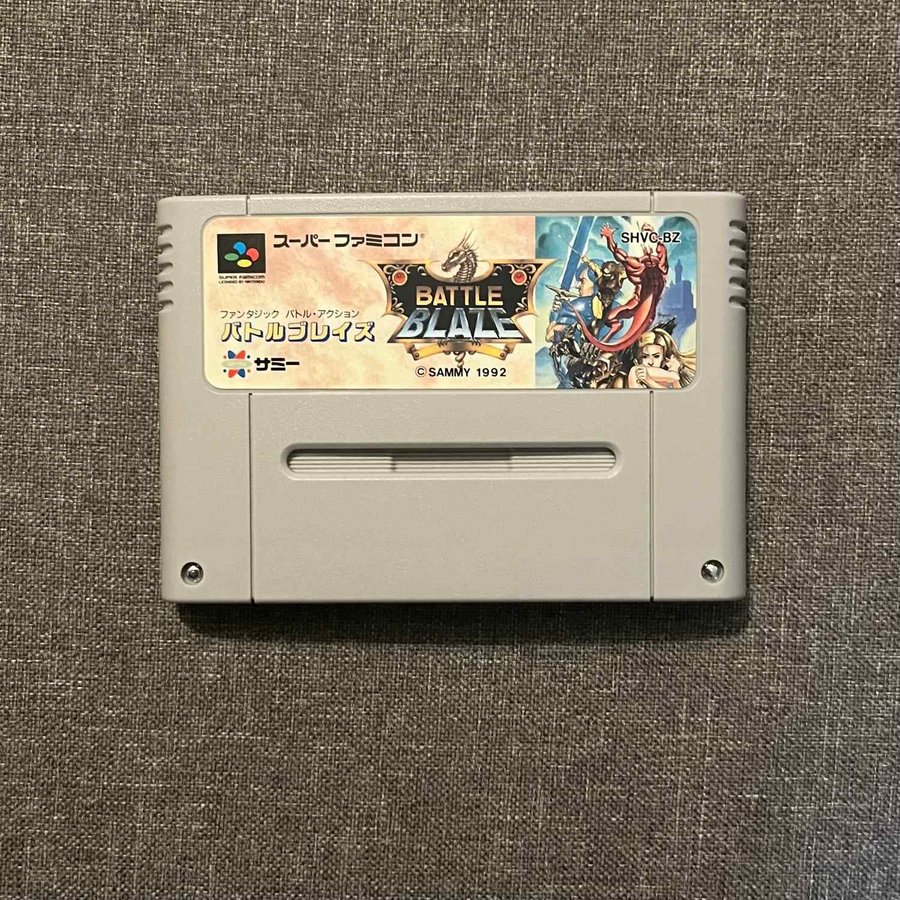 スーパーファミコン®
SUPER FAMICOM
LICENSED BY NINTENDO
ファンタジック バトル・アクション
バトルブレイズ
サミー
BATTLE
BLAZE
© SAMMY 1992
SHVC-BZ